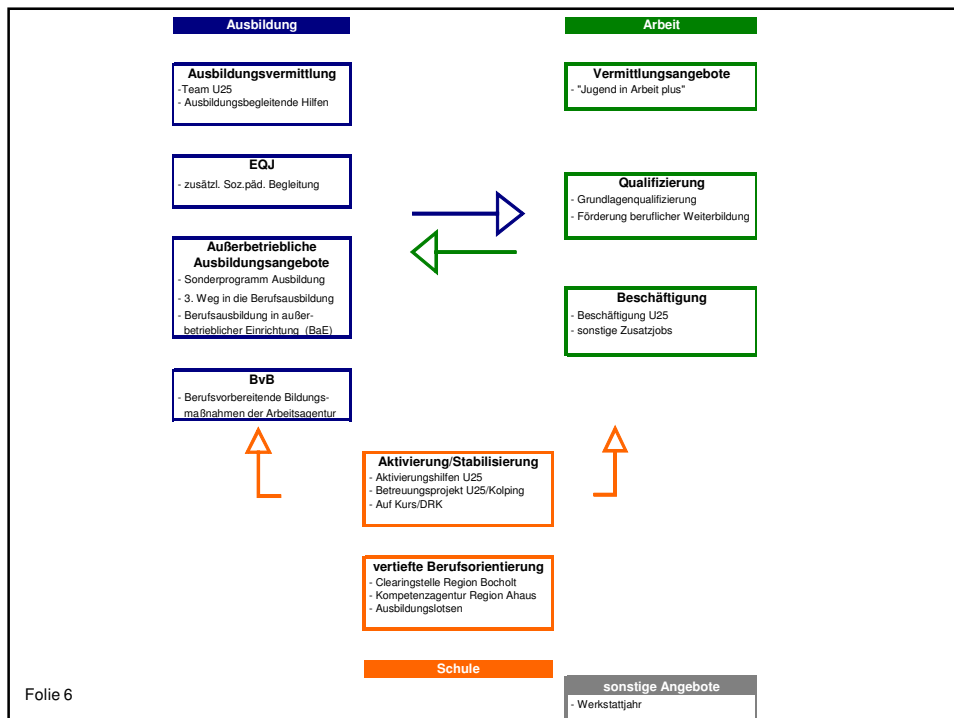 Ausbildung
Ausbildungsvermittlung
-Team U25
- Ausbildungsbegleitende Hilfen
EQJ
- zusätzl. Soz.päd. Begleitung
Außerbetriebliche
Ausbildungsangebote
- Sonderprogramm Ausbildung
- 3. Weg in die Berufsausbildung
- Berufsausbildung in außer-
betrieblicher Einrichtung (BaE)
BvB
- Berufsvorbereitende Bildungs-
maßnahmen der Arbeitsagentur
Arbeit
Vermittlungsangebote
- "Jugend in Arbeit plus"
Qualifizierung
- Grundlagenqualifizierung
- Förderung beruflicher Weiterbildung
Beschäftigung
- Beschäftigung U25
- sonstige Zusatzjobs
Aktivierung/Stabilisierung
- Aktivierungshilfen U25
- Betreuungsprojekt U25/Kolping
- Auf Kurs/DRK
vertiefte Berufsorientierung
- Clearingstelle Region Bocholt
- Kompetenzagentur Region Ahaus
- Ausbildungslotsen
Schule
sonstige Angebote
- Werkstattjahr
Folie 6